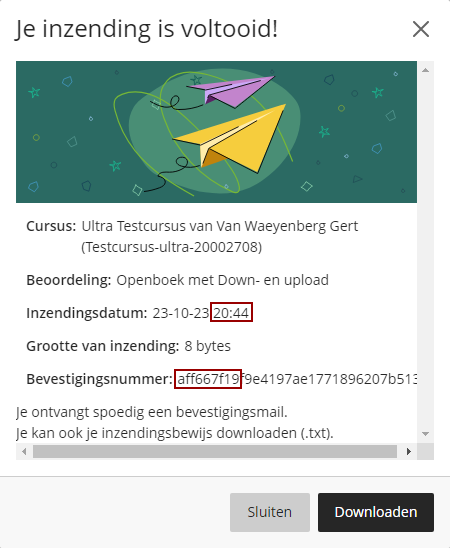 Je inzending is voltooid!
Cursus: Ultra Testcursus van Van Waeyenberg Gert
(Testcursus-ultra-20002708)
Beoordeling: Openboek met Down- en upload
Inzendingsdatum: 23-10-23 20:44
Grootte van inzending: 8 bytes
Bevestigingsnummer: aff667f19f9e4197ae1771896207b513
Je ontvangt spoedig een bevestigingsmail.
Je kan ook je inzendingsbewijs downloaden (.txt).
Sluiten Downloaden